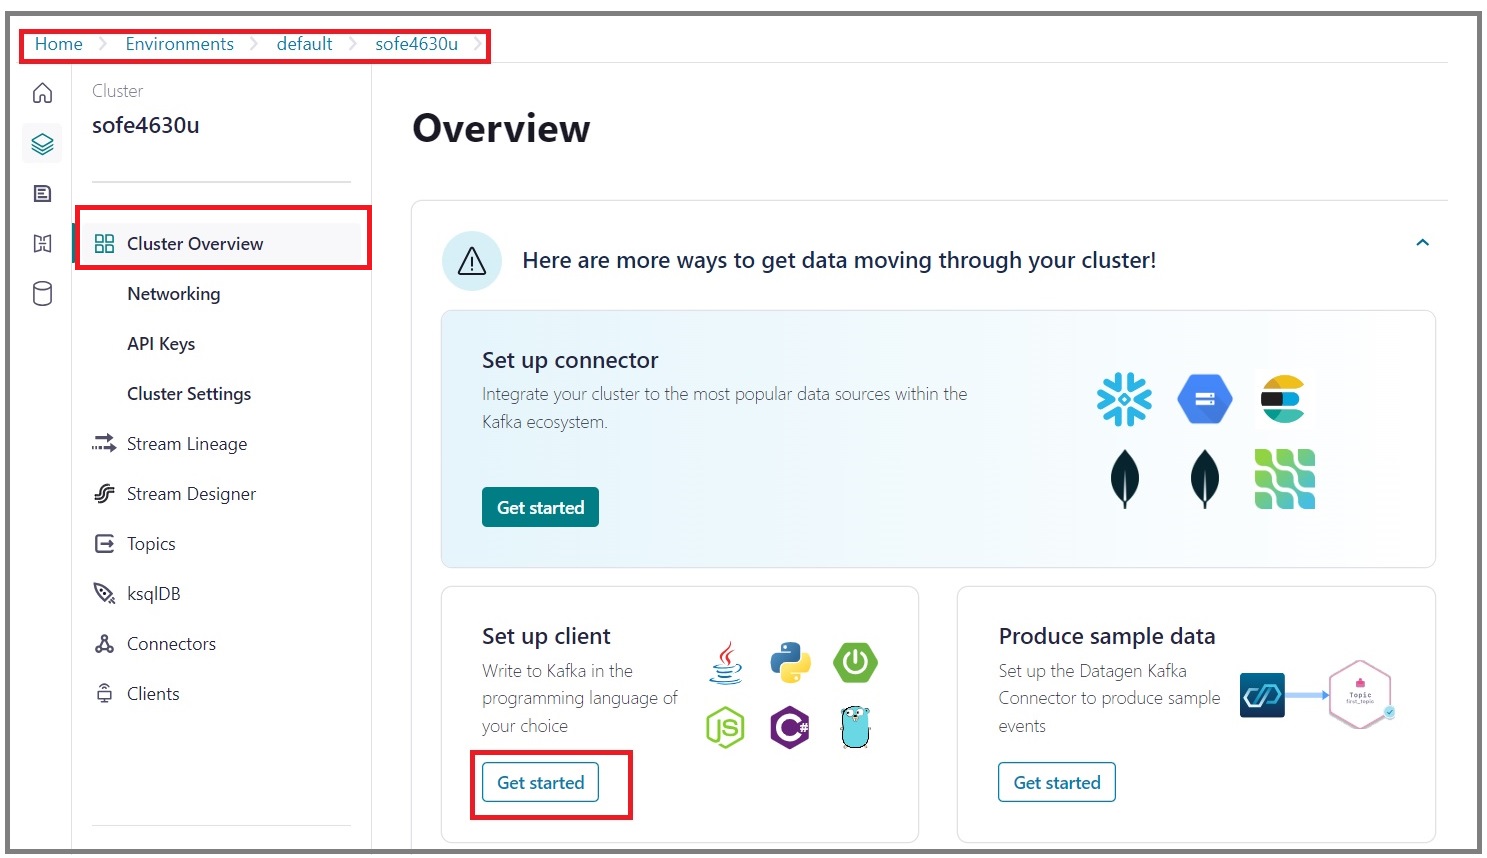 Home > Environments > default > sofe4630u >
Cluster
sofe4630u
Cluster Overview
Networking
API Keys
Cluster Settings
Stream Lineage
Stream Designer
Topics
ksqlDB
Connectors
Clients
Overview
Here are more ways to get data moving through your cluster!
Set up connector
Integrate your cluster to the most popular data sources within the
Kafka ecosystem.
Get started
Set up client
Write to Kafka in the
programming language of
your choice
JS
C#
Get started
Produce sample data
Set up the Datagen Kafka
Connector to produce sample
events
Topic
first_topic
Get started